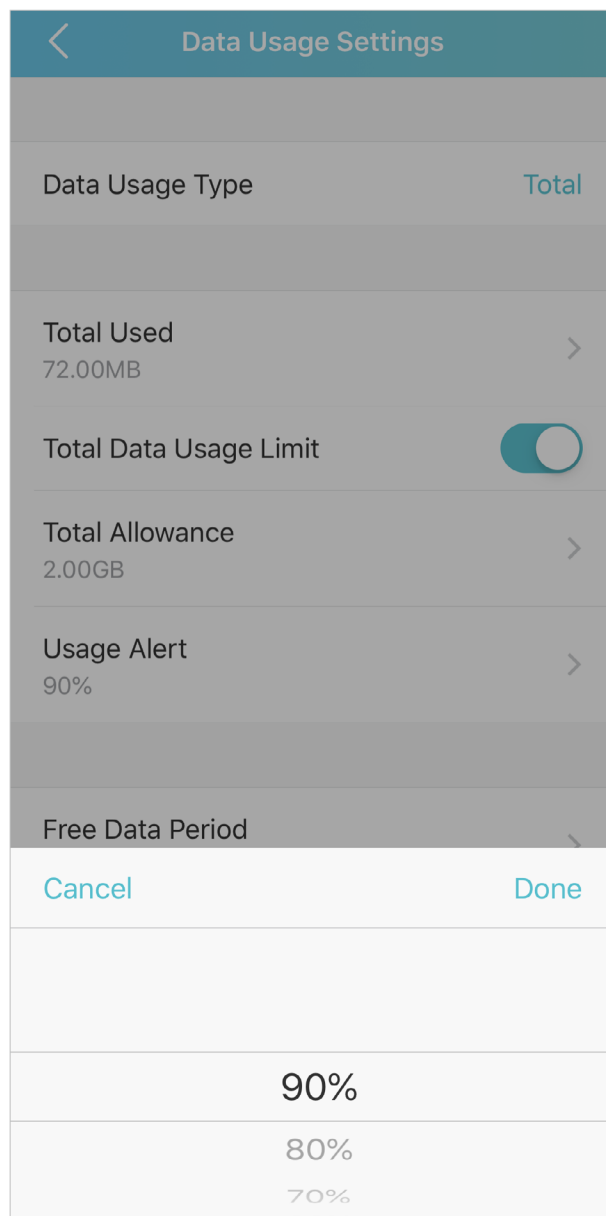 Data Usage Settings
Data Usage Type
Total
Total Used
72.00MB
Total Data Usage Limit
Total Allowance
2.00GB
Usage Alert
90%
Free Data Period
Cancel
Done
90%
80%
70%